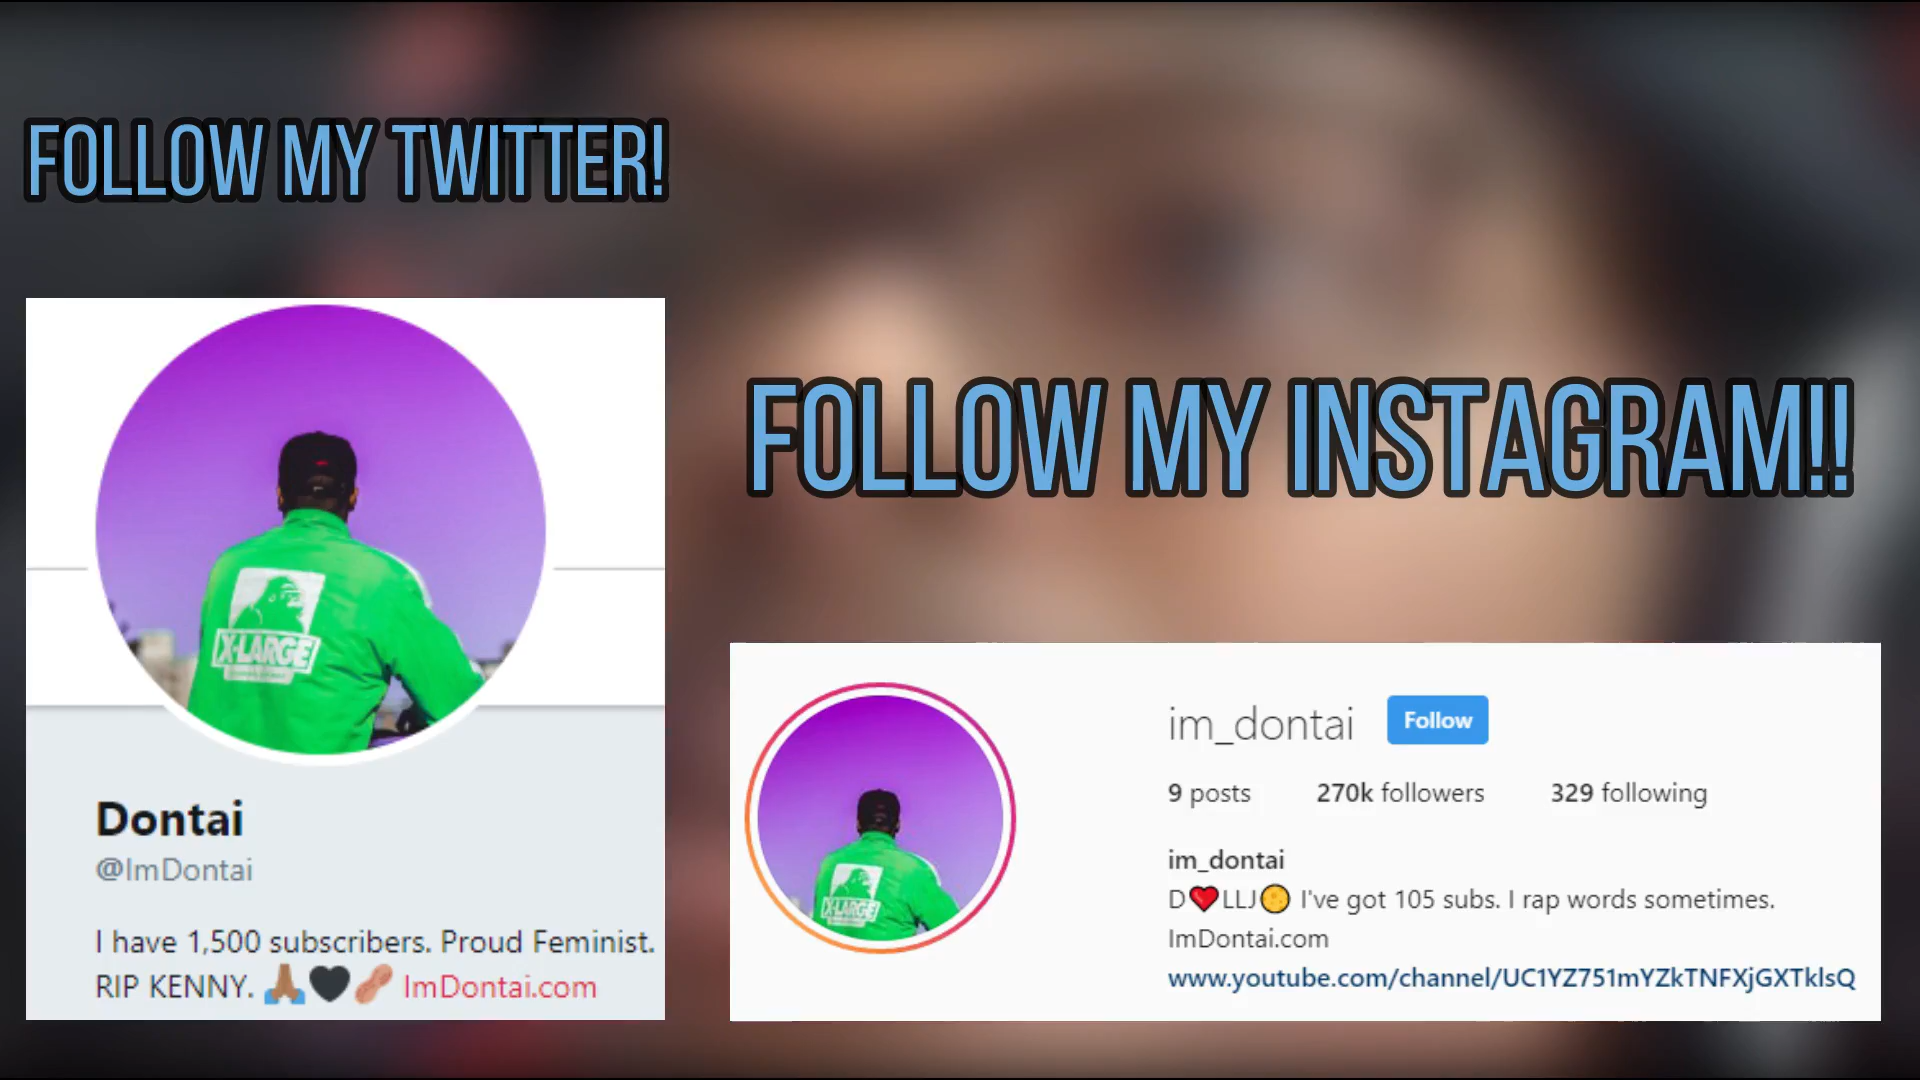 FOLLOW MY TWITTER!
X-LARGE
Dontai
@ImDontai
I have 1,500 subscribers. Proud Feminist.
RIP KENNY. 🙏🏾🖤🥜 ImDontai.com
FOLLOW MY INSTAGRAM!!
X-LARGE
im_dontai Follow
9 posts 270k followers 329 following
im_dontai
D❤️LLJ🌕 I've got 105 subs. I rap words sometimes.
ImDontai.com
www.youtube.com/channel/UC1YZ751mYZkTNFXjGXTklsQ